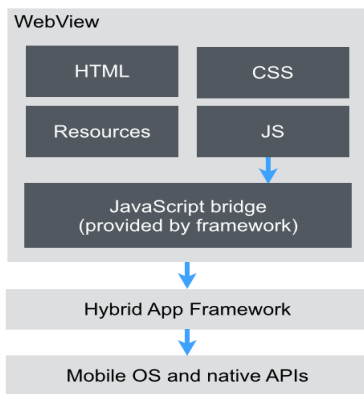 WebView
HTML
CSS
Resources
JS
JavaScript bridge
(provided by framework)
Hybrid App Framework
Mobile OS and native APIs